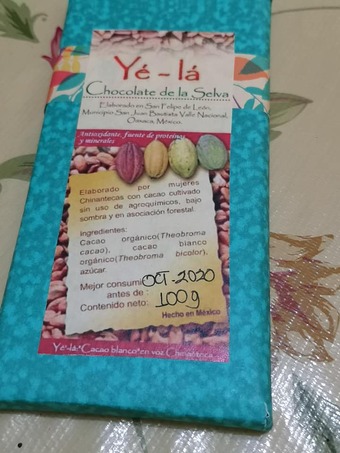 Yé - lá
Chocolate de la Selva
Elaborado en San Felipe de León,
Municipio San Juan Bautista Valle Nacional,
Oaxaca, México.
Antioxidante, fuente de proteínas
y minerales
Elaborado por mujeres
Chinantecas con cacao cultivado
sin uso de agroquímicos, bajo
sombra y en asociación forestal.
Ingredientes:
Cacao orgánico(Theobroma
cacao), cacao blanco
orgánico(Theobroma bicolor),
azúcar.
Mejor consumir OCT-2020
antes de :
Contenido neto: 100g
Hecho en México
Yé-lá:"Cacao blanco"en voz Chinanteca